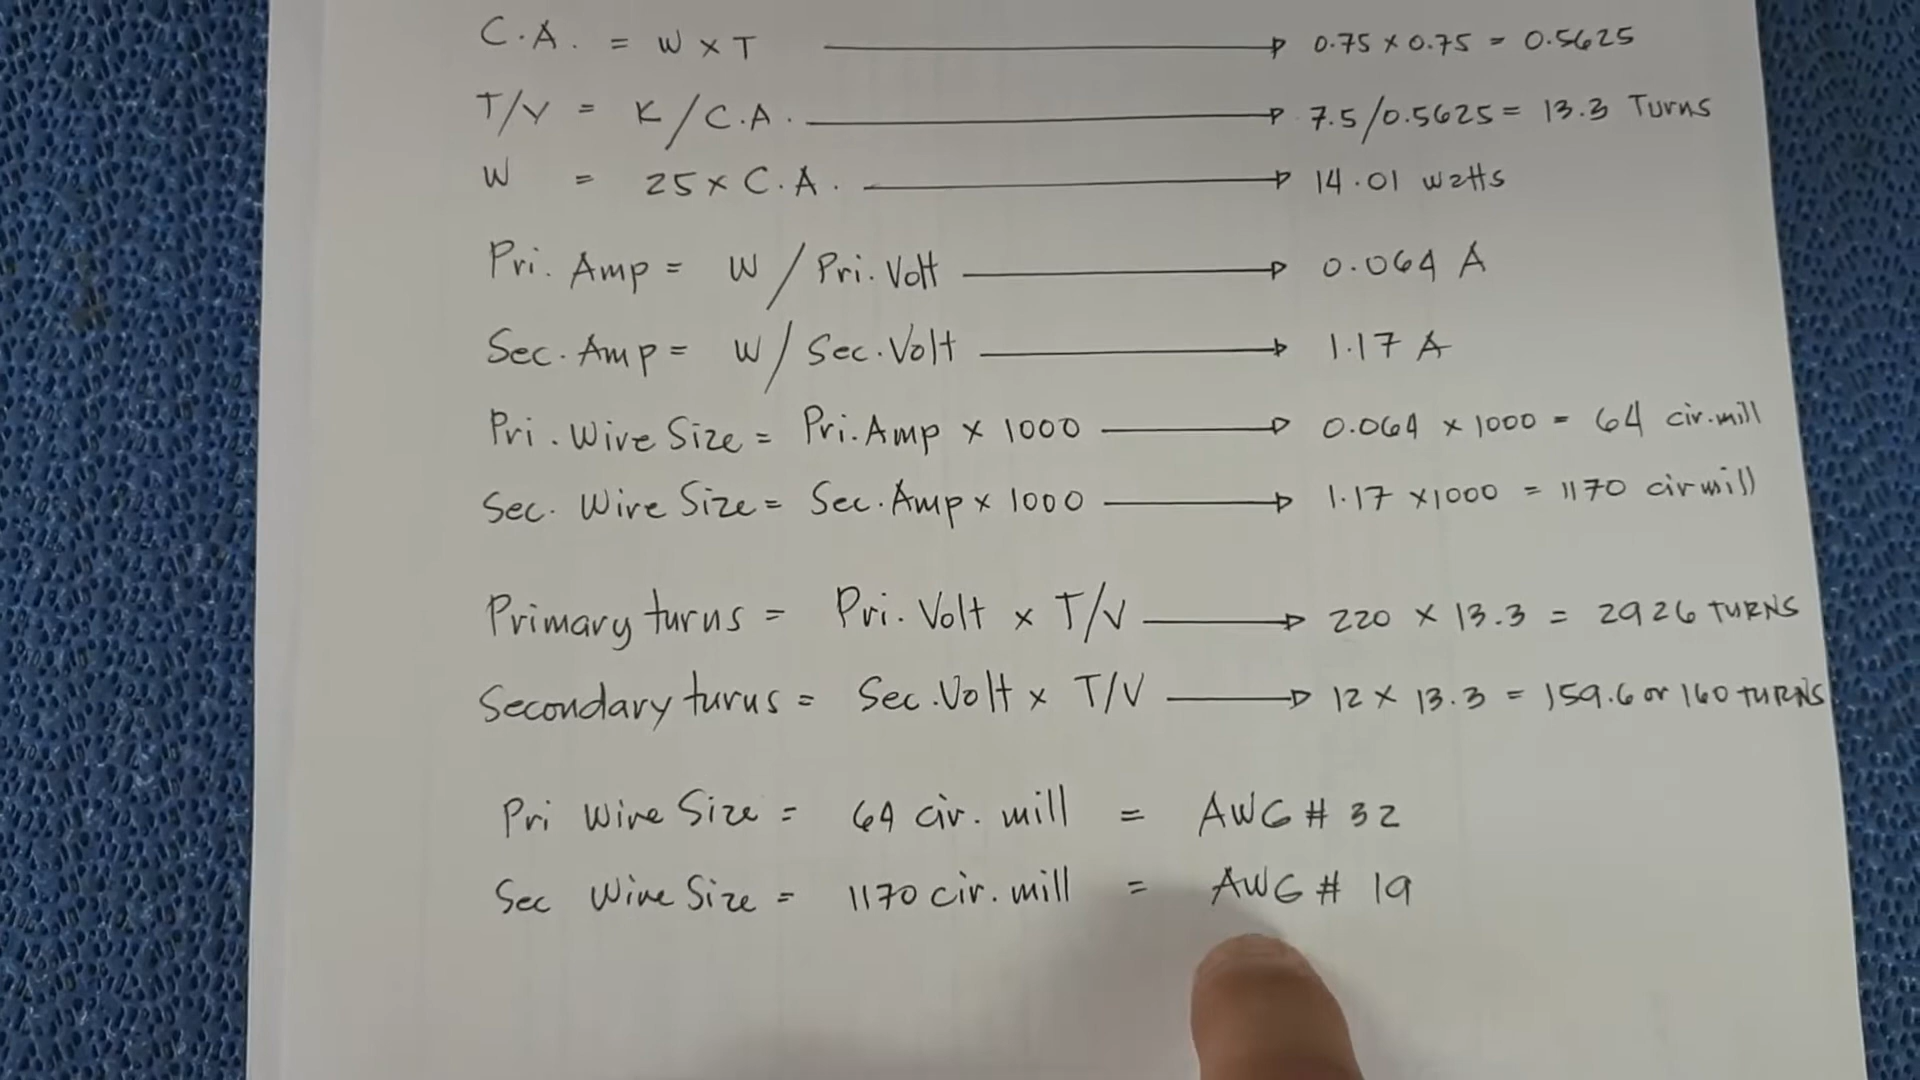 C.A. = W x T → 0.75 x 0.75 = 0.5625
T/V = K/C.A. → 7.5/0.5625 = 13.3 Turns
W = 25 x C.A. → 14.01 watts
Pri. Amp = W / Pri. Volt → 0.064 A
Sec. Amp = W / Sec. Volt → 1.17 A
Pri. Wire Size = Pri. Amp x 1000 → 0.064 x 1000 = 64 cir. mill
Sec. Wire Size = Sec. Amp x 1000 → 1.17 x 1000 = 1170 cir mill
Primary turns = Pri. Volt x T/V → 220 x 13.3 = 2926 TURNS
Secondary turns = Sec. Volt x T/V → 12 x 13.3 = 159.6 or 160 TURNS
Pri Wire Size = 64 cir. mill = AWG # 32
Sec Wire Size = 1170 cir. mill = AWG # 19